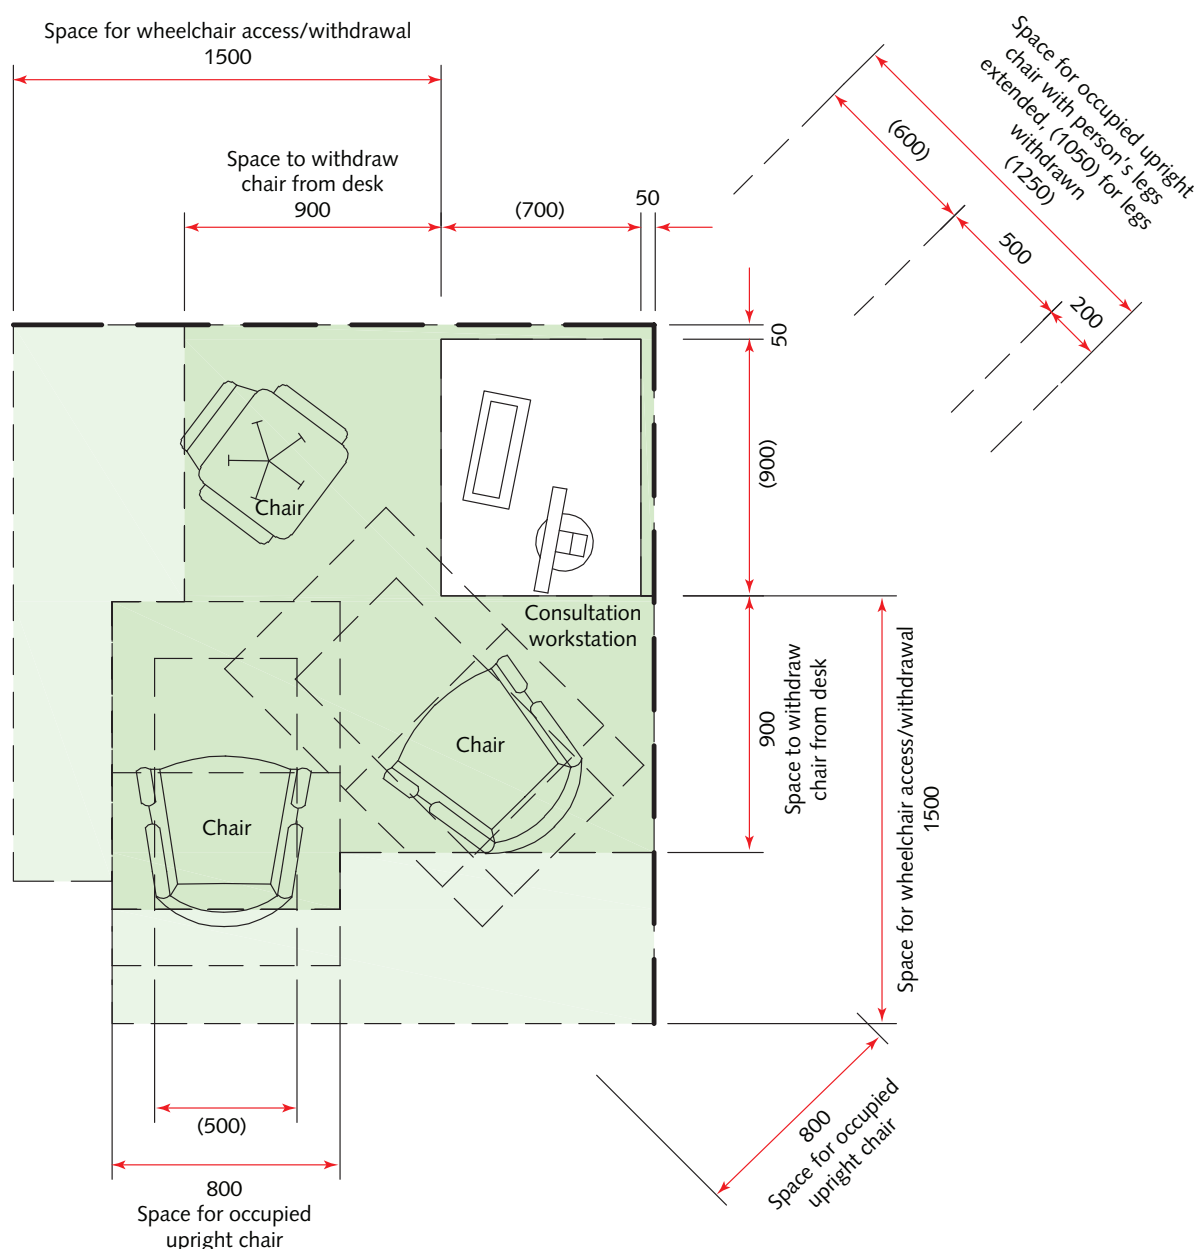 Space for wheelchair access/withdrawal
1500
Space to withdraw
chair from desk
900
(700)
50
Space for occupied upright
chair with person's legs
extended, (1050) for legs
withdrawn
(1250)
(600)
500
200
50
(900)
Chair
Consultation
workstation
Chair
Chair
900
Space to withdraw
chair from desk
Space for wheelchair access/withdrawal
1500
(500)
800
Space for occupied
upright chair
800
Space for occupied
upright chair